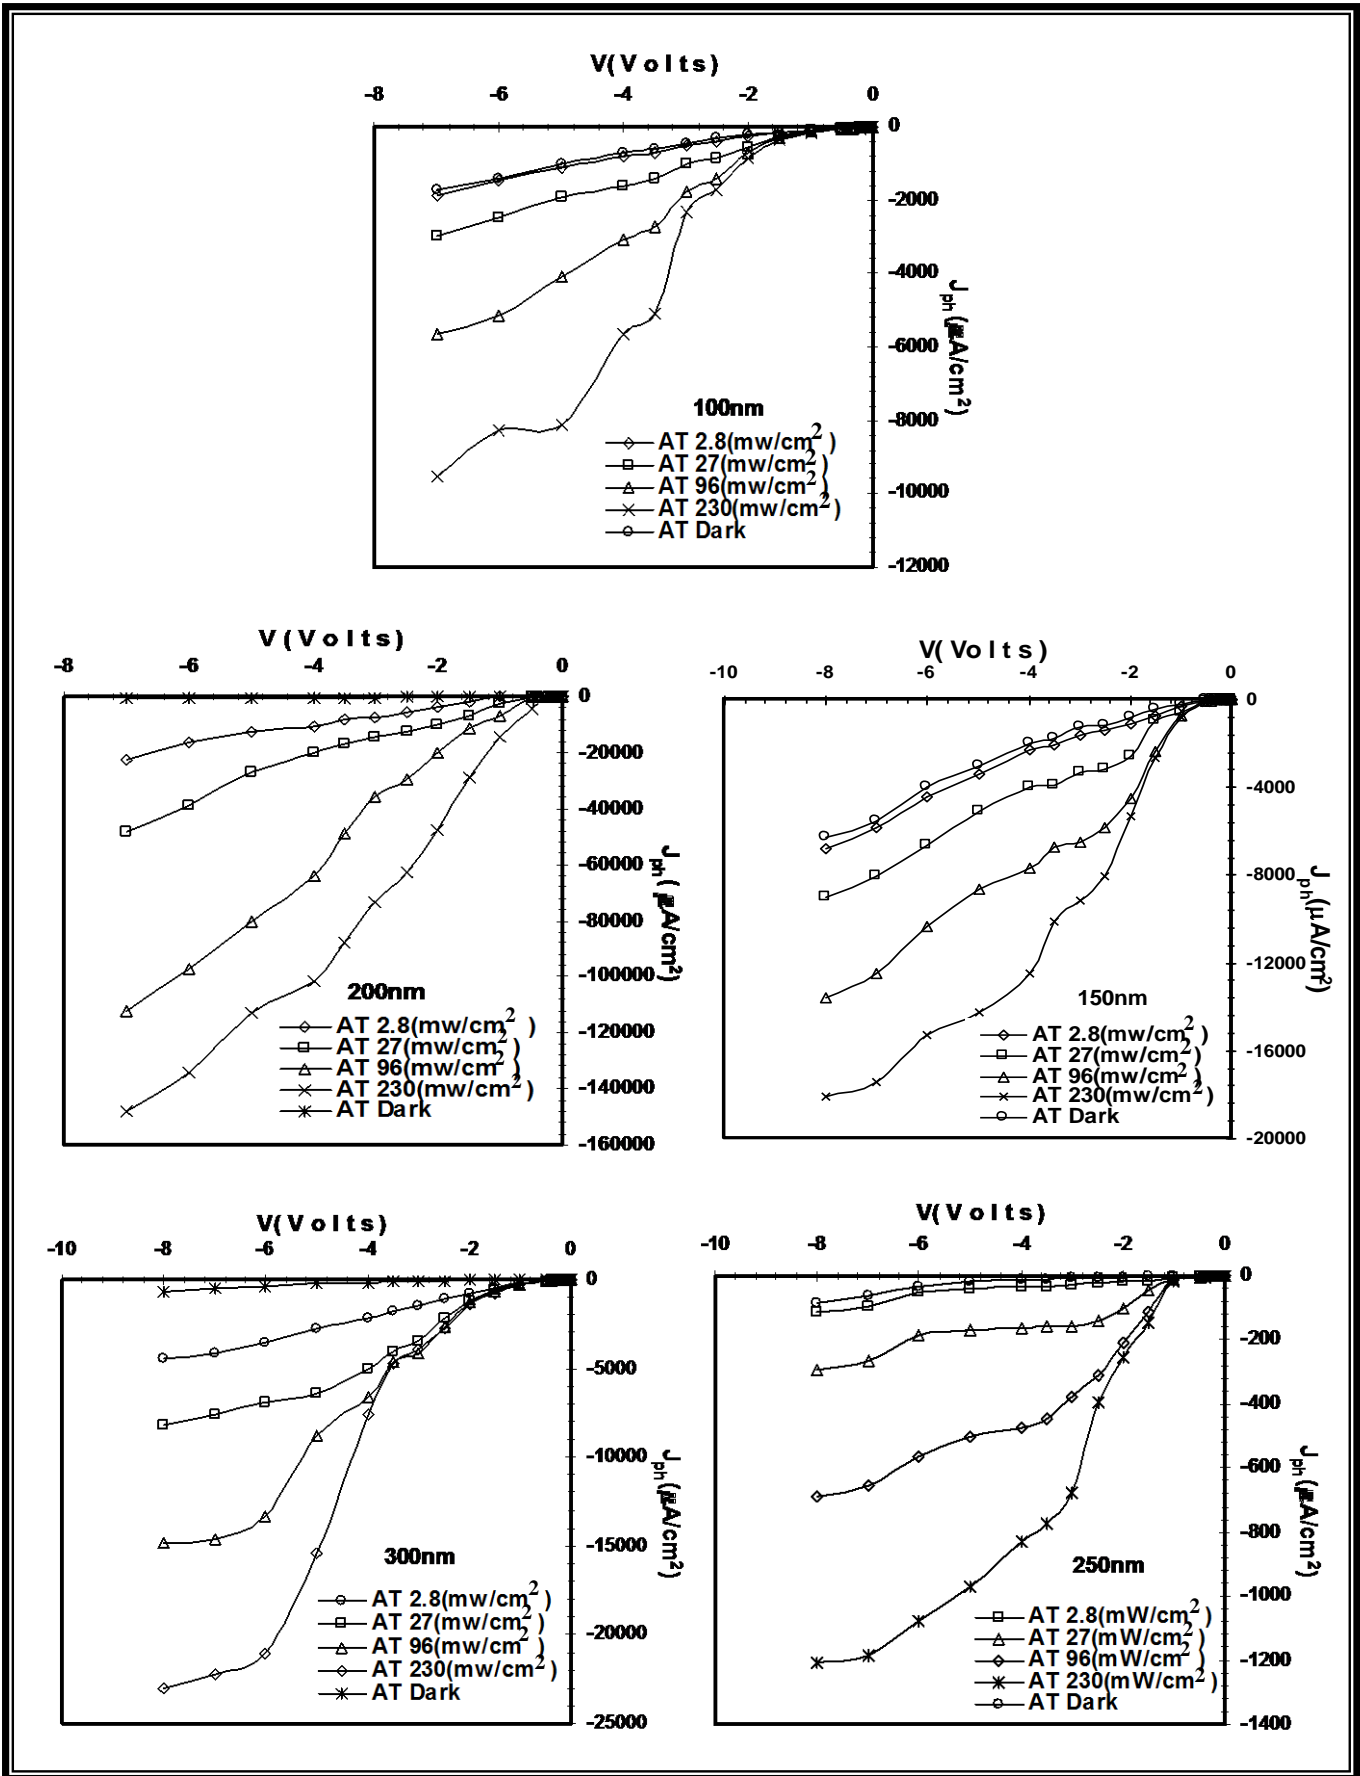 V(Volts)
-8 -6 -4 -2 0
0
-2000
-4000
-6000
-8000
-10000
-12000
Jph (µA/cm²)
100nm
AT 2.8(mw/cm²)
AT 27(mw/cm²)
AT 96(mw/cm²)
AT 230(mw/cm²)
AT Dark
V(Volts)
-8 -6 -4 -2 0
0
-20000
-40000
-60000
-80000
-100000
-120000
-140000
-160000
Jph (µA/cm²)
200nm
AT 2.8(mw/cm²)
AT 27(mw/cm²)
AT 96(mw/cm²)
AT 230(mw/cm²)
AT Dark
V(Volts)
-10 -8 -6 -4 -2 0
0
-4000
-8000
-12000
-16000
-20000
Jph(µA/cm²)
150nm
AT 2.8(mw/cm²)
AT 27(mw/cm²)
AT 96(mw/cm²)
AT 230(mw/cm²)
AT Dark
V(Volts)
-10 -8 -6 -4 -2 0
0
-5000
-10000
-15000
-20000
-25000
Jph(µA/cm²)
300nm
AT 2.8(mw/cm²)
AT 27(mw/cm²)
AT 96(mw/cm²)
AT 230(mw/cm²)
AT Dark
V(Volts)
-10 -8 -6 -4 -2 0
0
-200
-400
-600
-800
-1000
-1200
-1400
Jph(µA/cm²)
250nm
AT 2.8(mW/cm²)
AT 27(mW/cm²)
AT 96(mW/cm²)
AT 230(mW/cm²)
AT Dark